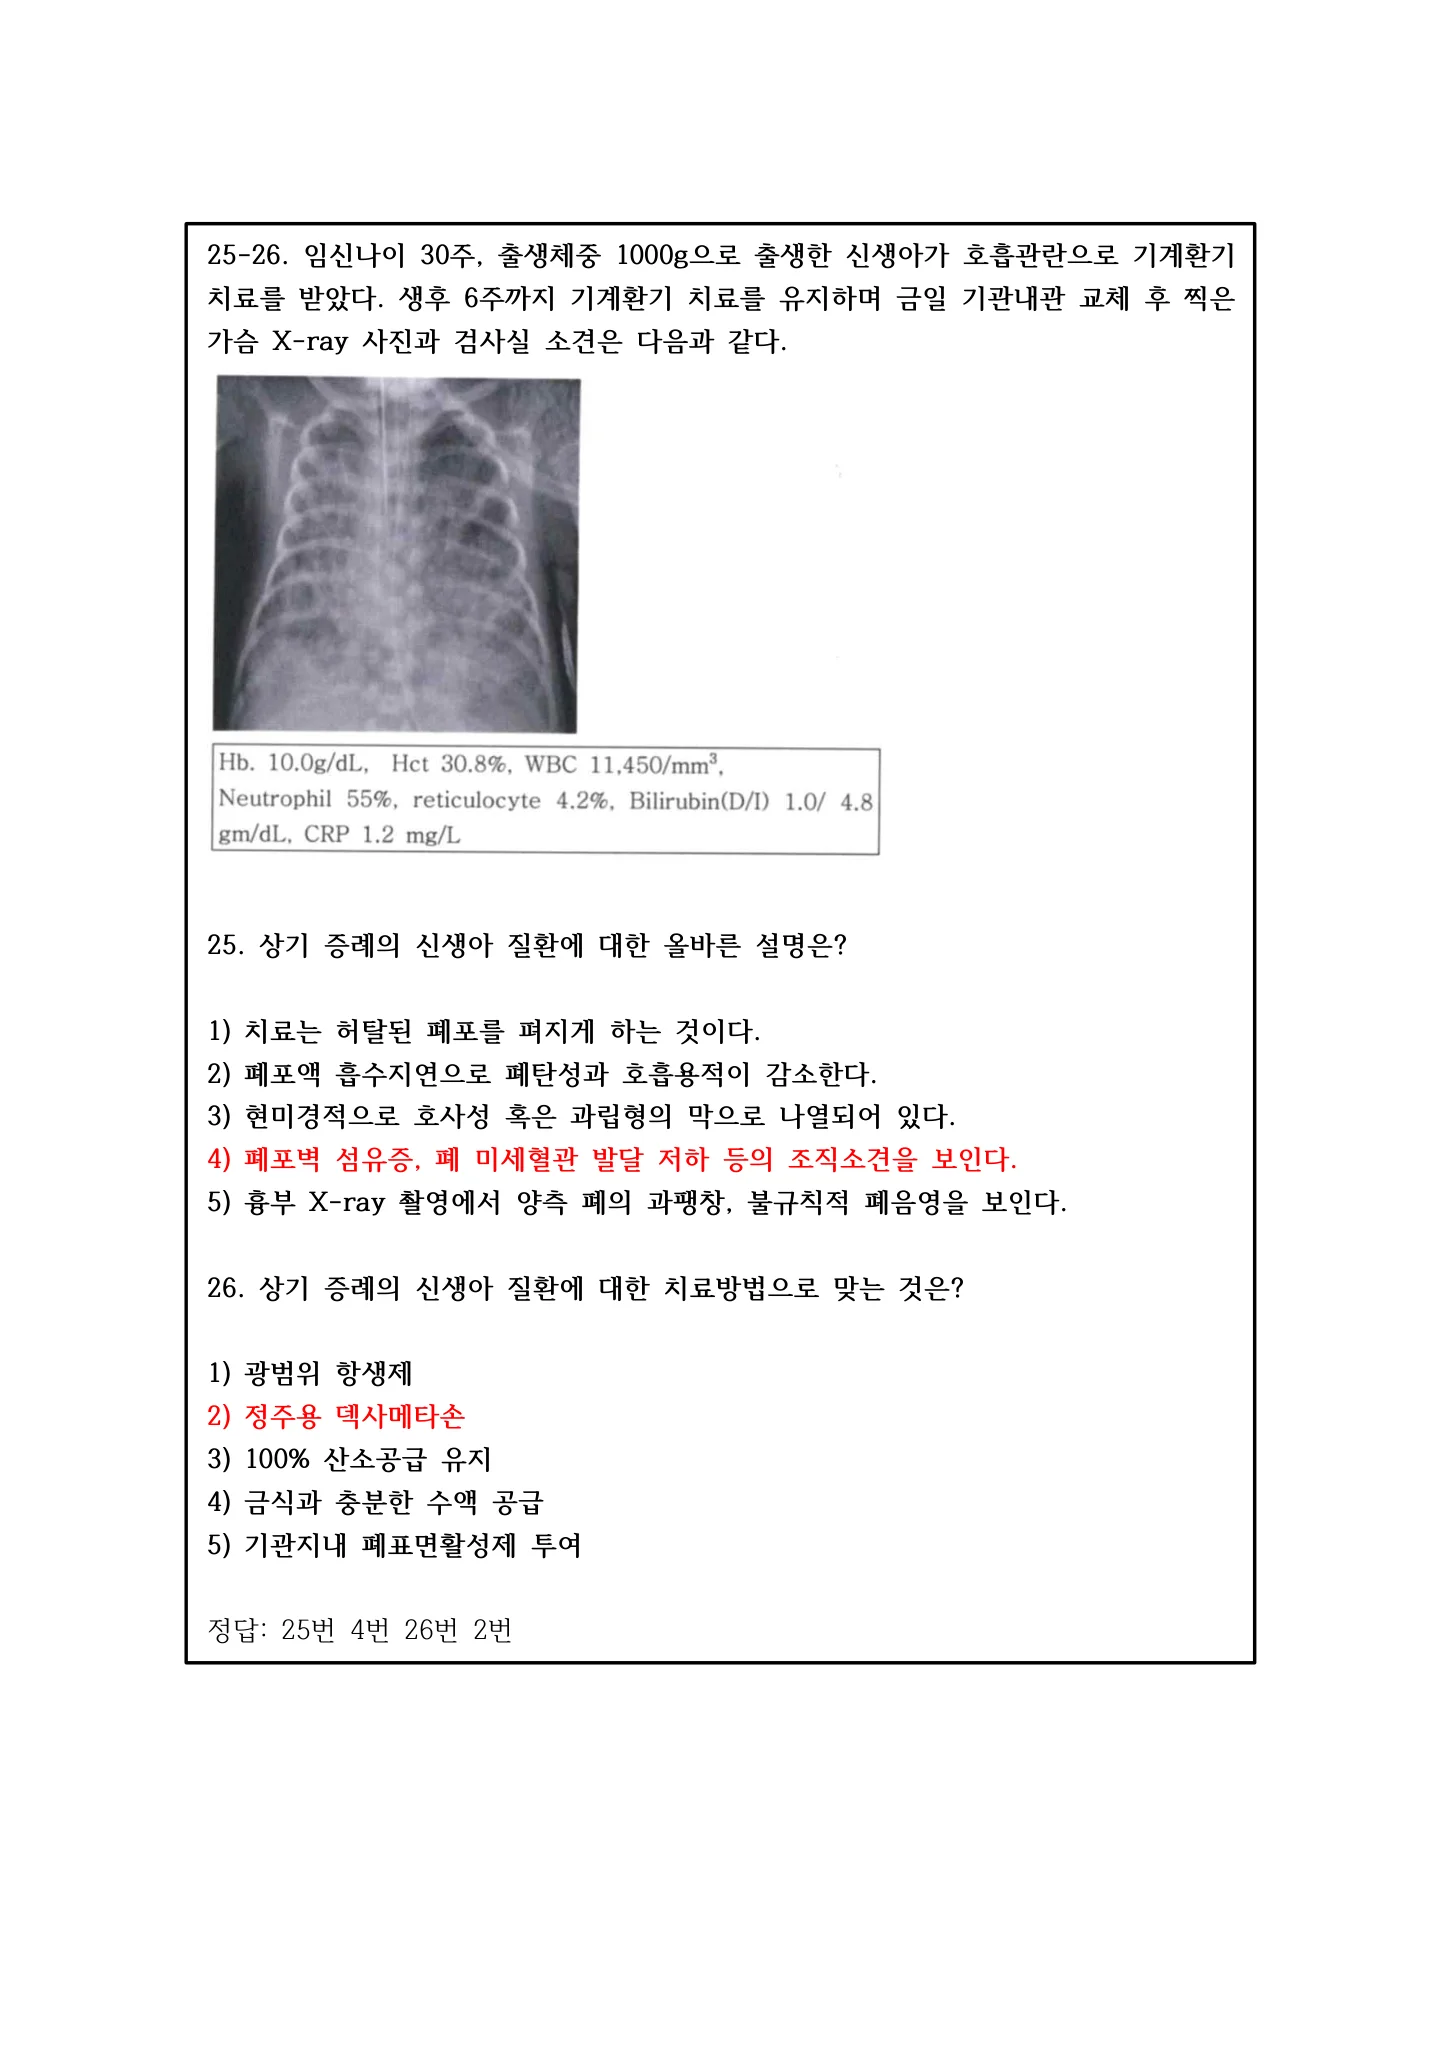 25-26. 임신나이 30주, 출생체중 1000g으로 출생한 신생아가 호흡관란으로 기계환기
치료를 받았다. 생후 6주까지 기계환기 치료를 유지하며 금일 기관내관 교체 후 찍은
가슴 X-ray 사진과 검사실 소견은 다음과 같다.
Hb. 10.0g/dL, Hct 30.8%, WBC 11,450/mm³,
Neutrophil 55%, reticulocyte 4.2%, Bilirubin(D/I) 1.0/ 4.8
gm/dL, CRP 1.2 mg/L
25. 상기 증례의 신생아 질환에 대한 올바른 설명은?
1) 치료는 허탈된 폐포를 펴지게 하는 것이다.
2) 폐포액 흡수지연으로 폐탄성과 호흡용적이 감소한다.
3) 현미경적으로 호사성 혹은 과립형의 막으로 나열되어 있다.
4) 폐포벽 섬유증, 폐 미세혈관 발달 저하 등의 조직소견을 보인다.
5) 흉부 X-ray 촬영에서 양측 폐의 과팽창, 불규칙적 폐음영을 보인다.
26. 상기 증례의 신생아 질환에 대한 치료방법으로 맞는 것은?
1) 광범위 항생제
2) 정주용 덱사메타손
3) 100% 산소공급 유지
4) 금식과 충분한 수액 공급
5) 기관지내 폐표면활성제 투여
정답: 25번 4번 26번 2번